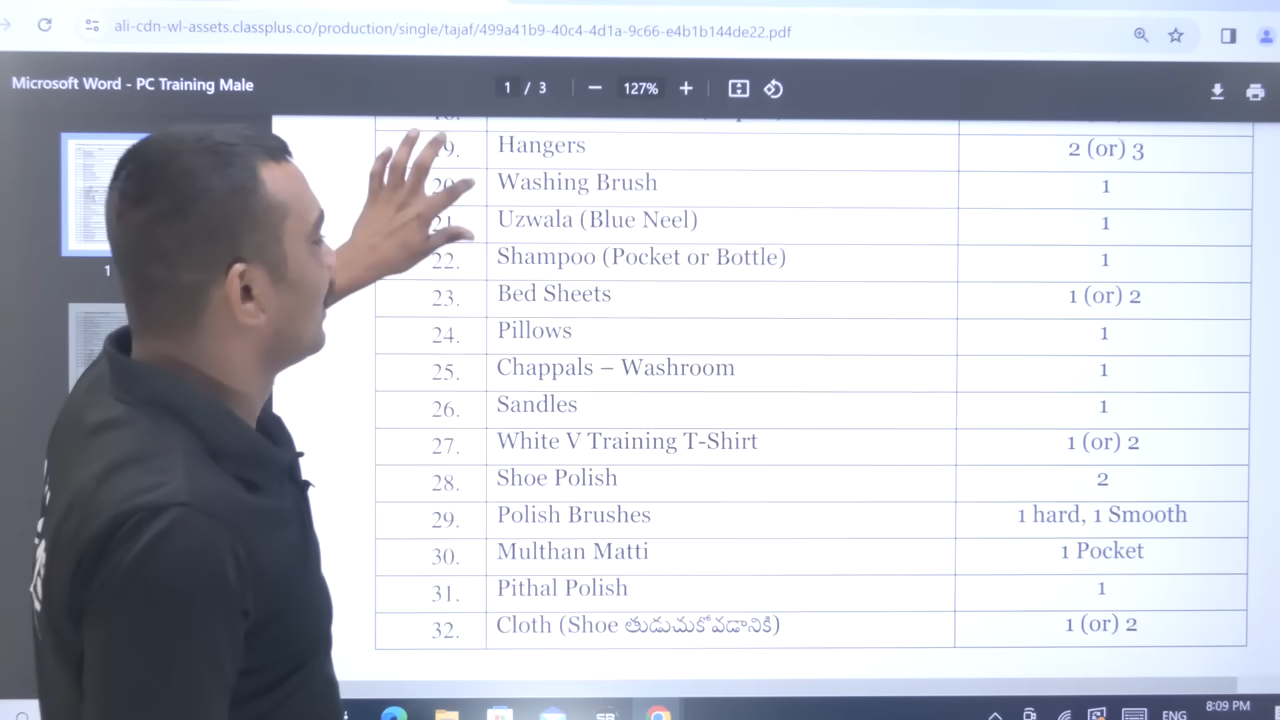 ali-cdn-wl-assets.classplus.co/production/single/tajaf/499a41b9-40c4-4d1a-9c66-e4b1b144de22.pdf
Microsoft Word - PC Training Male
1 / 3
127%
2 (or) 3
Brush 1
Uzwala (Blue Neel) 1
22. Shampoo (Pocket or Bottle) 1
23. Bed Sheets 1 (or) 2
24. Pillows 1
25. Chappals – Washroom 1
26. Sandles 1
27. White V Training T-Shirt 1 (or) 2
28. Shoe Polish 2
29. Polish Brushes 1 hard, 1 Smooth
30. Multhan Matti 1 Pocket
31. Pithal Polish 1
32. Cloth (Shoe తుడుచుకోవడానికి) 1 (or) 2
1
8:09 PM
ENG